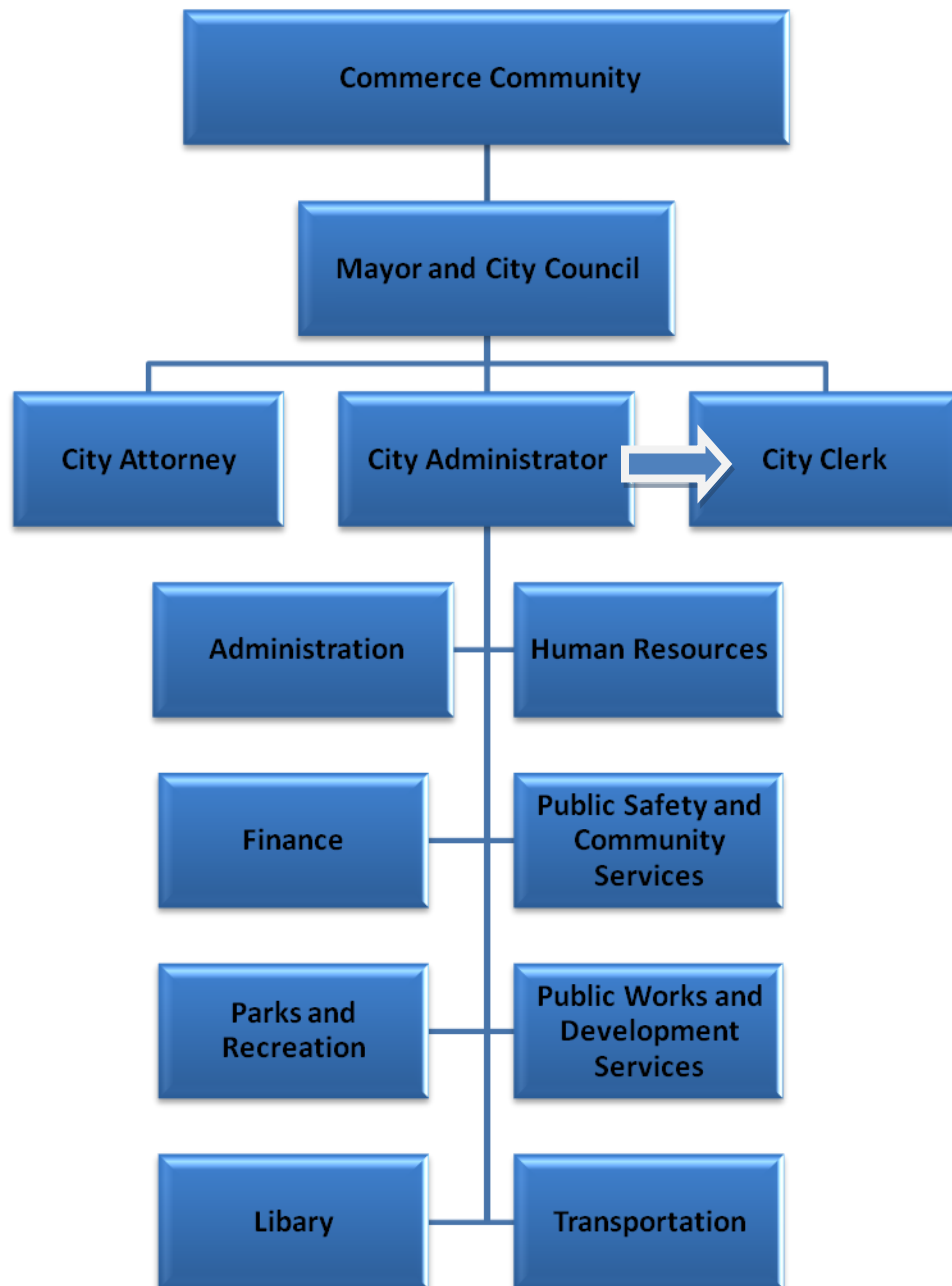 Commerce Community
Mayor and City Council
City Attorney
City Administrator
City Clerk
Administration
Human Resources
Finance
Public Safety and
Community
Services
Parks and
Recreation
Public Works and
Development
Services
Libary
Transportation